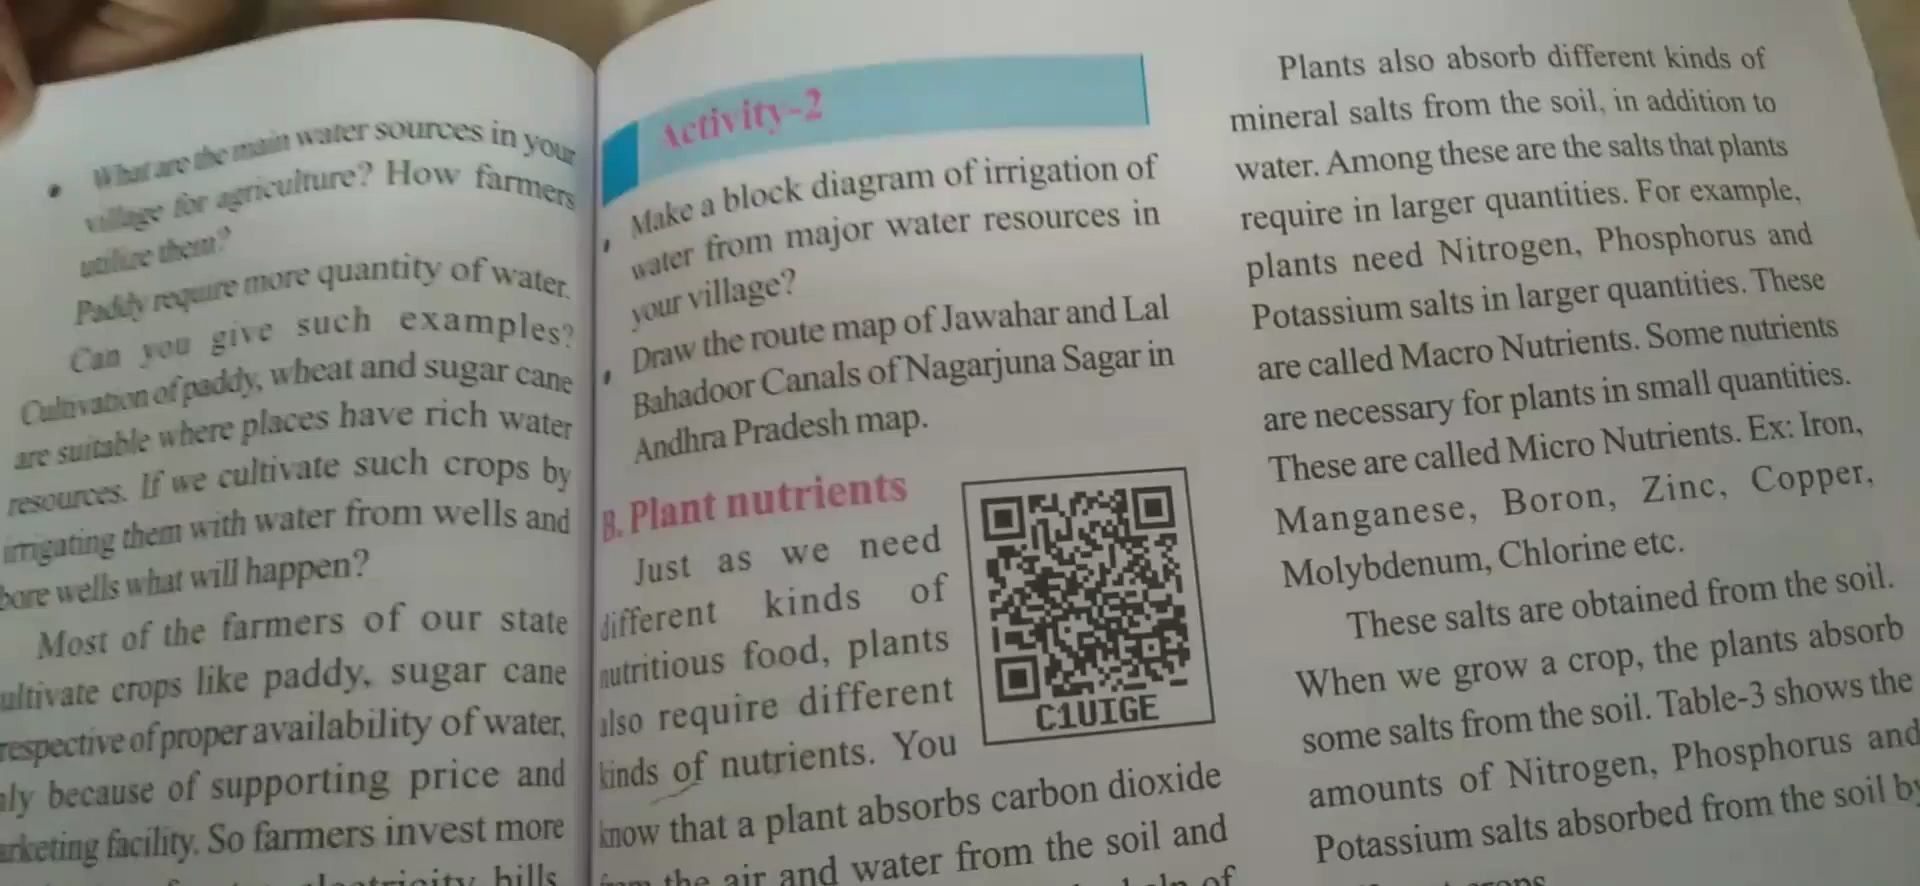 • What are the main water sources in your
village for agriculture? How farmers
utilize them?
Paddy require more quantity of water.
Can you give such examples?
Cultivation of paddy, wheat and sugar cane
are suitable where places have rich water
resources. If we cultivate such crops by
irrigating them with water from wells and
bore wells what will happen?
Most of the farmers of our state
ultivate crops like paddy, sugar cane
respective of proper availability of water,
nly because of supporting price and
arketing facility. So farmers invest more
electricity bills
Activity-2
• Make a block diagram of irrigation of
water from major water resources in
your village?
• Draw the route map of Jawahar and Lal
Bahadoor Canals of Nagarjuna Sagar in
Andhra Pradesh map.
B. Plant nutrients
Just as we need
different kinds of
nutritious food, plants
also require different
kinds of nutrients. You
know that a plant absorbs carbon dioxide
from the air and water from the soil and
of
C1UIGE
Plants also absorb different kinds of
mineral salts from the soil, in addition to
water. Among these are the salts that plants
require in larger quantities. For example,
plants need Nitrogen, Phosphorus and
Potassium salts in larger quantities. These
are called Macro Nutrients. Some nutrients
are necessary for plants in small quantities.
These are called Micro Nutrients. Ex: Iron,
Manganese, Boron, Zinc, Copper,
Molybdenum, Chlorine etc.
These salts are obtained from the soil.
When we grow a crop, the plants absorb
some salts from the soil. Table-3 shows the
amounts of Nitrogen, Phosphorus and
Potassium salts absorbed from the soil by